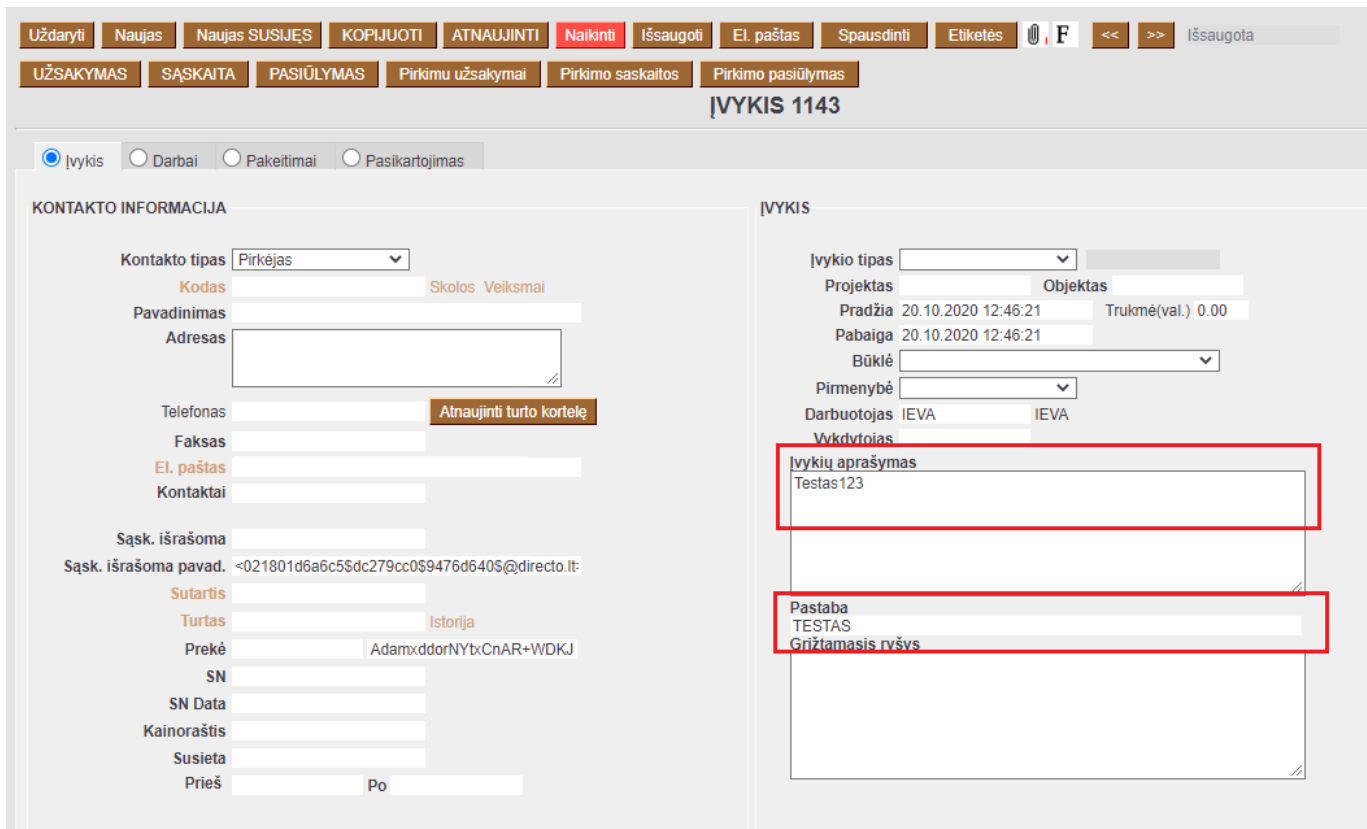 Uždaryti Naujas Naujas SUSIJĘS KOPIJUOTI ATNAUJINTI Naikinti Išsaugoti El. paštas Spausdinti Etiketės F << >> Išsaugota
UŽSAKYMAS SĄSKAITA PASIŪLYMAS Pirkimu užsakymai Pirkimo saskaitos Pirkimo pasiūlymas
ĮVYKIS 1143
Įvykis Darbai Pakeitimai Pasikartojimas
KONTAKTO INFORMACIJA
Kontakto tipas Pirkėjas
Kodas Skolos Veiksmai
Pavadinimas
Adresas
Telefonas Atnaujinti turto kortelę
Faksas
El. paštas
Kontaktai
Sąsk. išrašoma
Sąsk. išrašoma pavad. <021801d6a6c5$dc279cc0$9476d640$@directo.lt>
Sutartis
Turtas Istorija
Prekė AdamxddorNYtxCnAR+WDKJ
SN
SN Data
Kainoraštis
Susieta
Prieš Po
ĮVYKIS
Įvykio tipas
Projektas Objektas
Pradžia 20.10.2020 12:46:21 Trukmė(val.) 0.00
Pabaiga 20.10.2020 12:46:21
Būklė
Pirmenybė
Darbuotojas IEVA IEVA
Vykdytojas
Įvykių aprašymas
Testas123
Pastaba
TESTAS
Grižtamasis ryšys